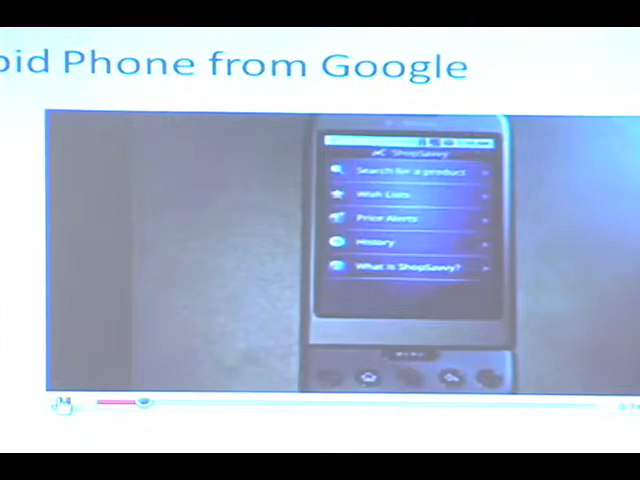 oid Phone from Google
ShopSavvy
Search for a product
Wish Lists
Price Alerts
History
What is ShopSavvy?